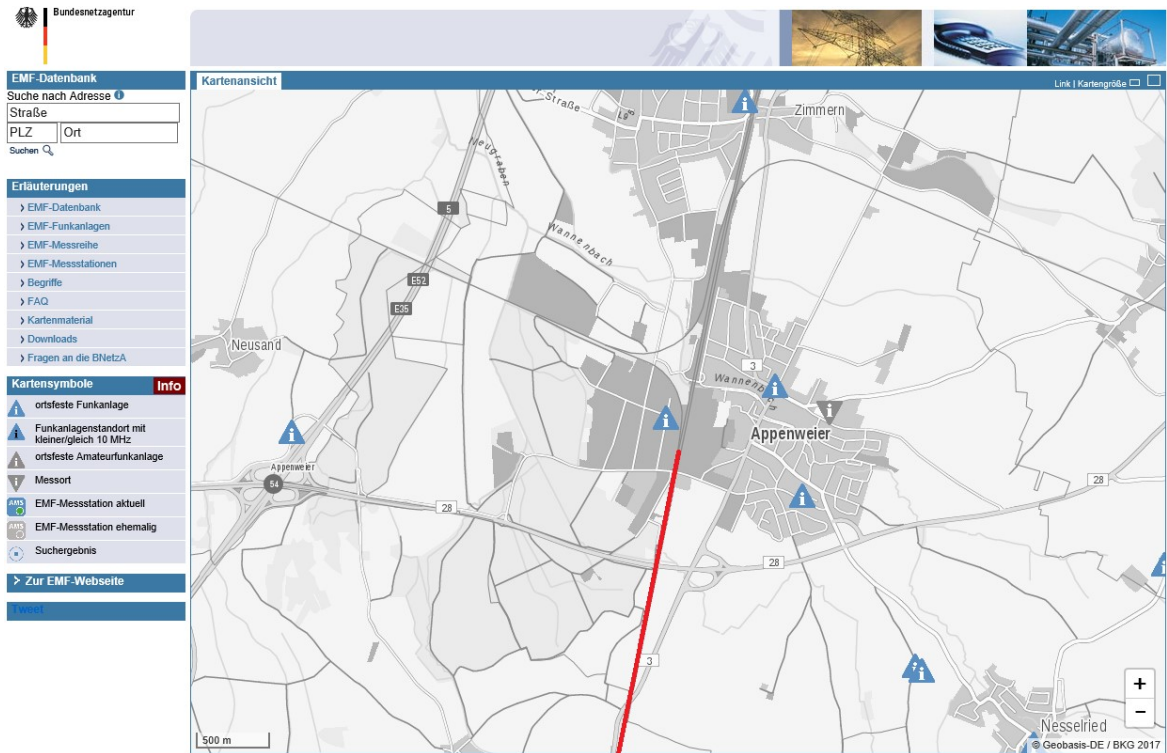 Bundesnetzagentur
EMF-Datenbank
Suche nach Adresse
Straße
PLZ Ort
Suchen
Erläuterungen
EMF-Datenbank
EMF-Funkanlagen
EMF-Messreihe
EMF-Messstationen
Begriffe
FAQ
Kartenmaterial
Downloads
Fragen an die BNetzA
Kartensymbole Info
ortsfeste Funkanlage
Funkanlagenstandort mit
kleiner/gleich 10 MHz
ortsfeste Amateurfunkanlage
Messort
AMS EMF-Messstation aktuell
AMS EMF-Messstation ehemalig
Suchergebnis
Zur EMF-Webseite
Tweet
Kartenansicht
Link | Kartengröße
Zimmern
Neugraben
5
Wannenbach
E52
E35
Neusand
3
Wannenbach
Appenweier
Appenweier
54
28
28
28
3
Nesselried
+
−
500 m
© Geobasis-DE / BKG 2017